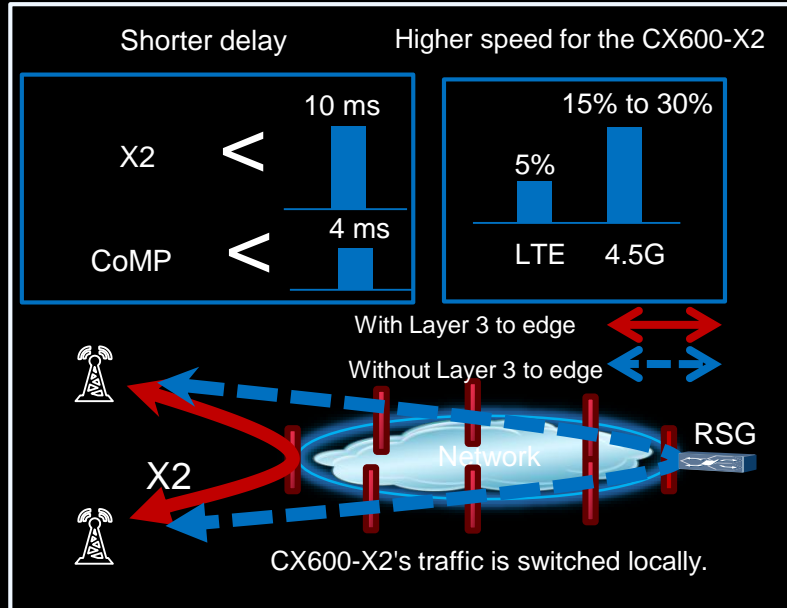 Shorter delay
Higher speed for the CX600-X2
10 ms
X2 <
4 ms
CoMP <
15% to 30%
5%
LTE 4.5G
With Layer 3 to edge
Without Layer 3 to edge
RSG
Network
X2
CX600-X2's traffic is switched locally.